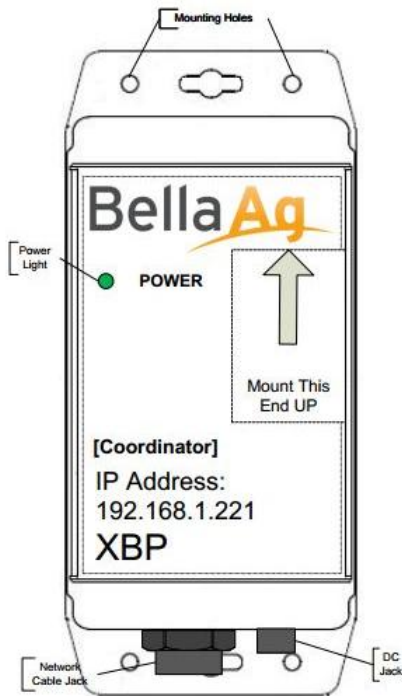 Mounting Holes
BellaAg
Power
Light
POWER
Mount This
End UP
[Coordinator]
IP Address:
192.168.1.221
XBP
Network
Cable Jack
DC
Jack